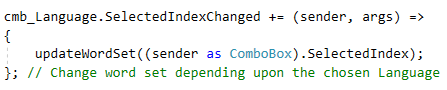 cmb_Language.SelectedIndexChanged += (sender, args) =>
{
    updateWordSet((sender as ComboBox).SelectedIndex);
}; // Change word set depending upon the chosen Language